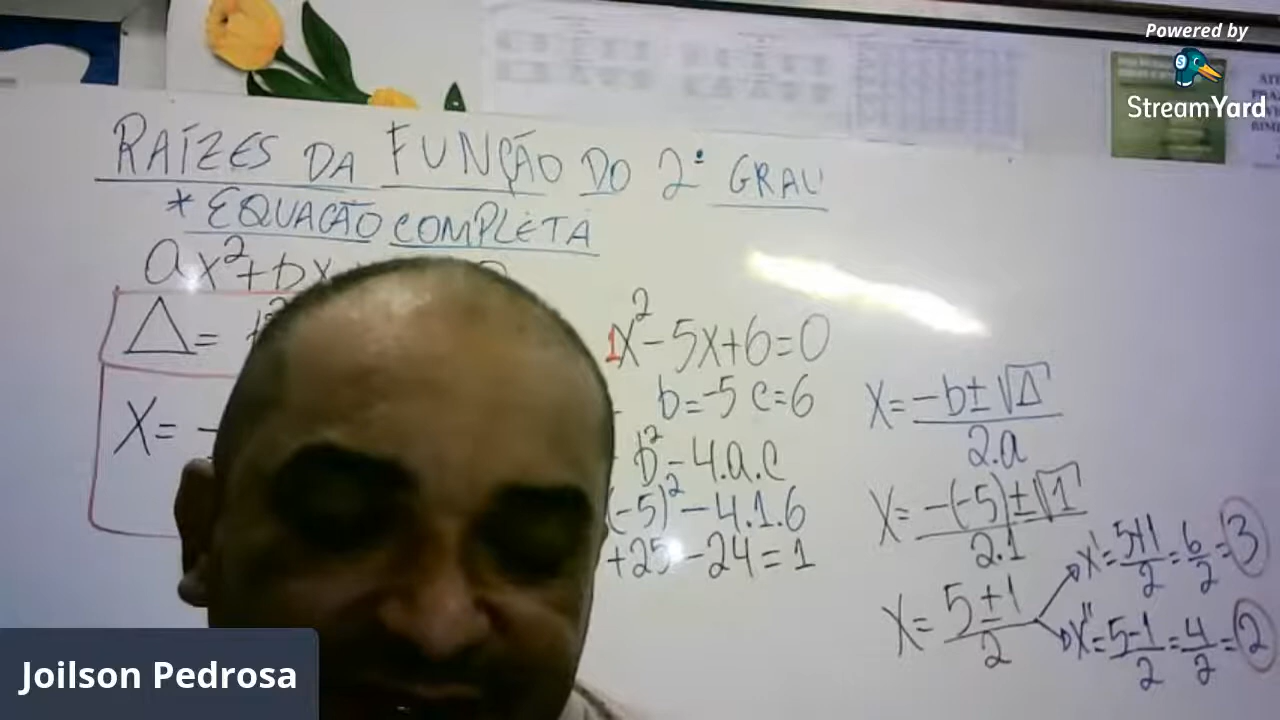 Powered by
StreamYard
RAÍZES DA FUNÇÃO DO 2º GRAU
* EQUAÇÃO COMPLETA
ax²+bx
Δ=
X= -
1x²-5x+6=0
b=-5 c=6
b²-4.a.c
(-5)²-4.1.6
+25-24=1
X=-b±√Δ/2.a
X=-(-5)±√1/2.1
X=5±1/2
x'=5+1/2=6/2=3
x"=5-1/2=4/2=2
Joilson Pedrosa